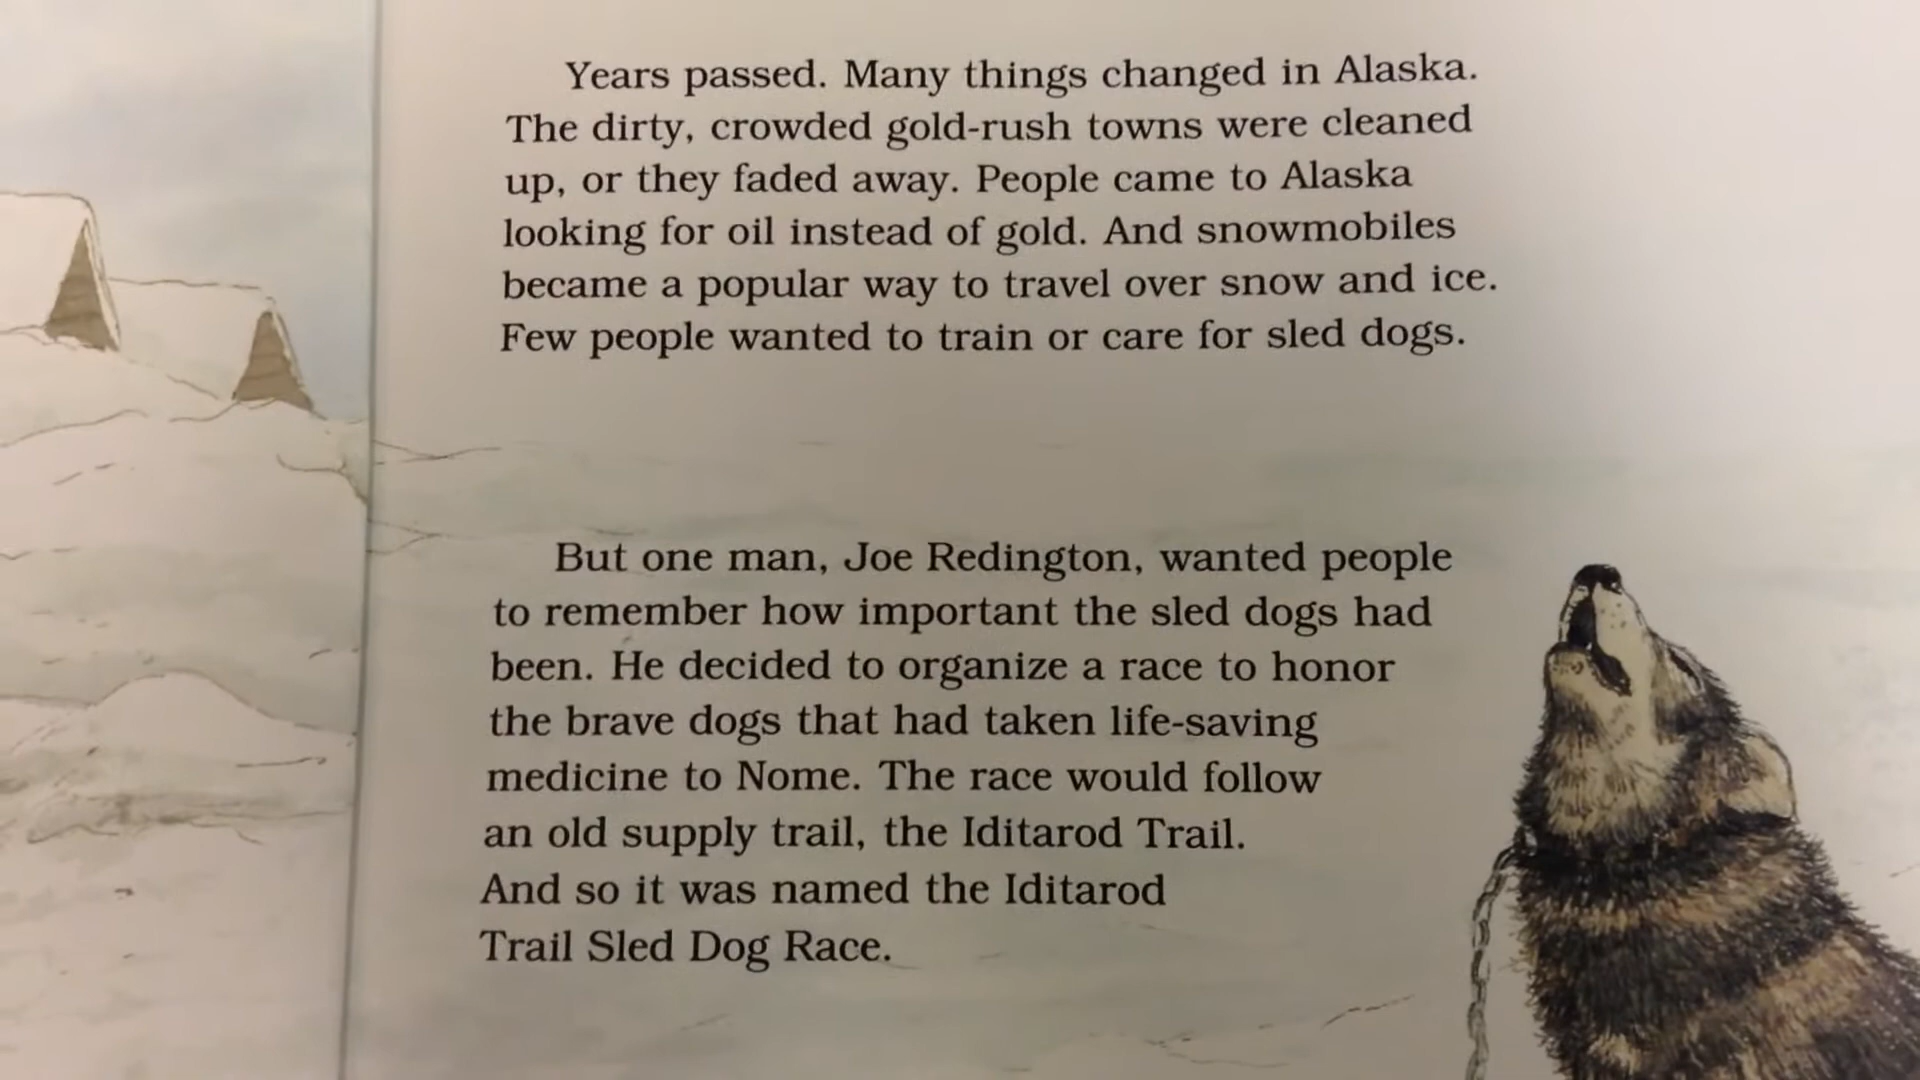 Years passed. Many things changed in Alaska.
The dirty, crowded gold-rush towns were cleaned
up, or they faded away. People came to Alaska
looking for oil instead of gold. And snowmobiles
became a popular way to travel over snow and ice.
Few people wanted to train or care for sled dogs.
But one man, Joe Redington, wanted people
to remember how important the sled dogs had
been. He decided to organize a race to honor
the brave dogs that had taken life-saving
medicine to Nome. The race would follow
an old supply trail, the Iditarod Trail.
And so it was named the Iditarod
Trail Sled Dog Race.